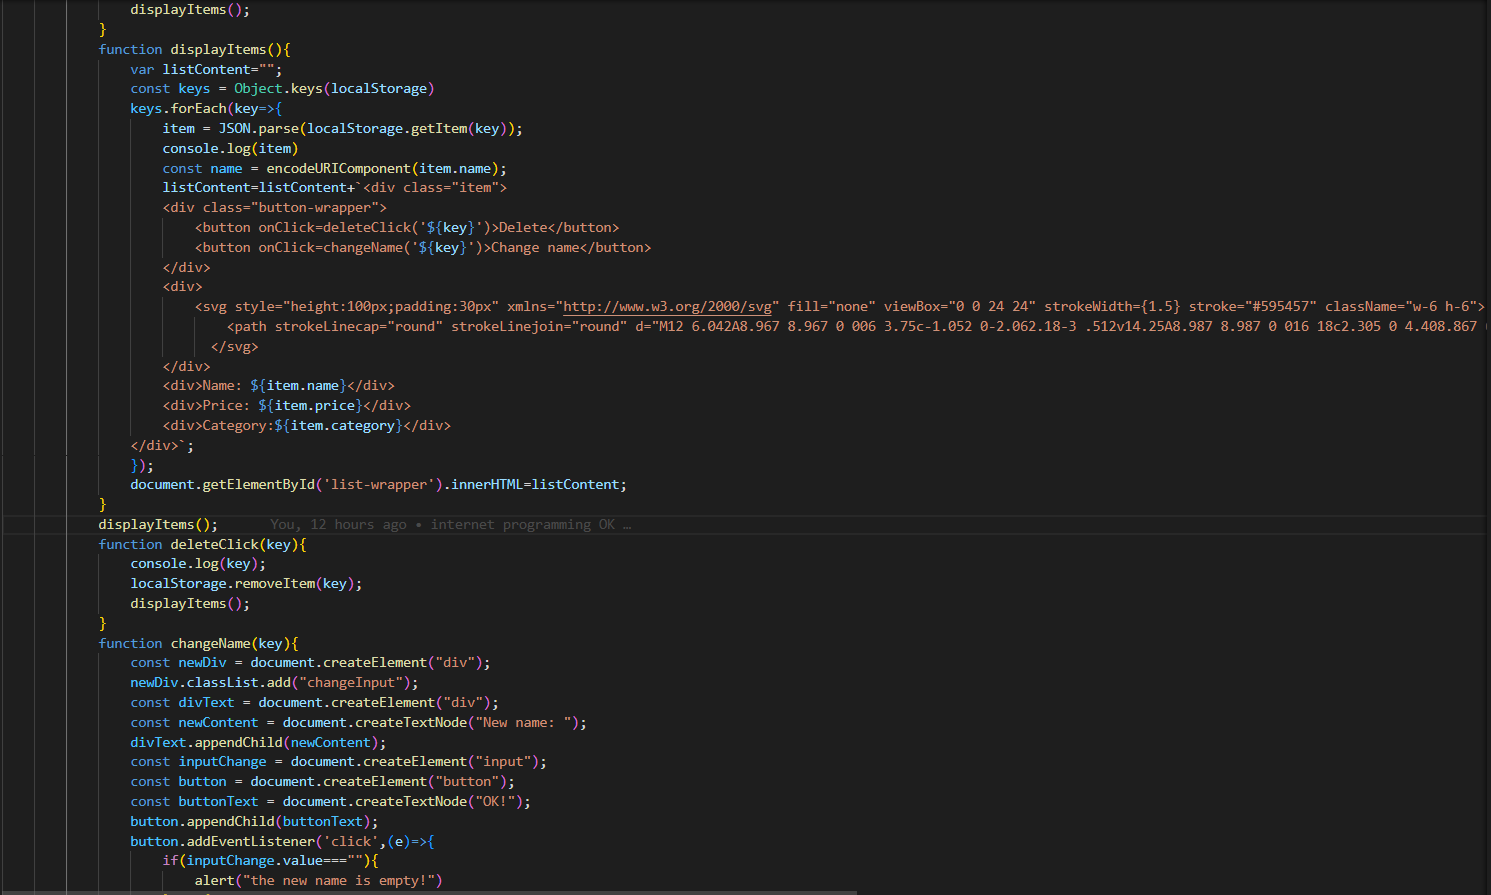 displayItems();
}
function displayItems(){
var listContent="";
const keys = Object.keys(localStorage)
keys.forEach(key=>{
item = JSON.parse(localStorage.getItem(key));
console.log(item)
const name = encodeURIComponent(item.name);
listContent=listContent+`<div class="item">
<div class="button-wrapper">
<button onClick=deleteClick('${key}')>Delete</button>
<button onClick=changeName('${key}')>Change name</button>
</div>
<div>
<svg style="height:100px;padding:30px" xmlns="http://www.w3.org/2000/svg" fill="none" viewBox="0 0 24 24" strokeWidth={1.5} stroke="#595457" className="w-6 h-6">
<path strokeLinecap="round" strokeLinejoin="round" d="M12 6.042A8.967 8.967 0 006 3.75c-1.052 0-2.062.18-3 .512v14.25A8.987 8.987 0 016 18c2.305 0 4.408.867
</svg>
</div>
<div>Name: ${item.name}</div>
<div>Price: ${item.price}</div>
<div>Category:${item.category}</div>
</div>`;
});
document.getElementById('list-wrapper').innerHTML=listContent;
}
displayItems(); You, 12 hours ago • internet programming OK …
function deleteClick(key){
console.log(key);
localStorage.removeItem(key);
displayItems();
}
function changeName(key){
const newDiv = document.createElement("div");
newDiv.classList.add("changeInput");
const divText = document.createElement("div");
const newContent = document.createTextNode("New name: ");
divText.appendChild(newContent);
const inputChange = document.createElement("input");
const button = document.createElement("button");
const buttonText = document.createTextNode("OK!");
button.appendChild(buttonText);
button.addEventListener('click',(e)=>{
if(inputChange.value===""){
alert("the new name is empty!")